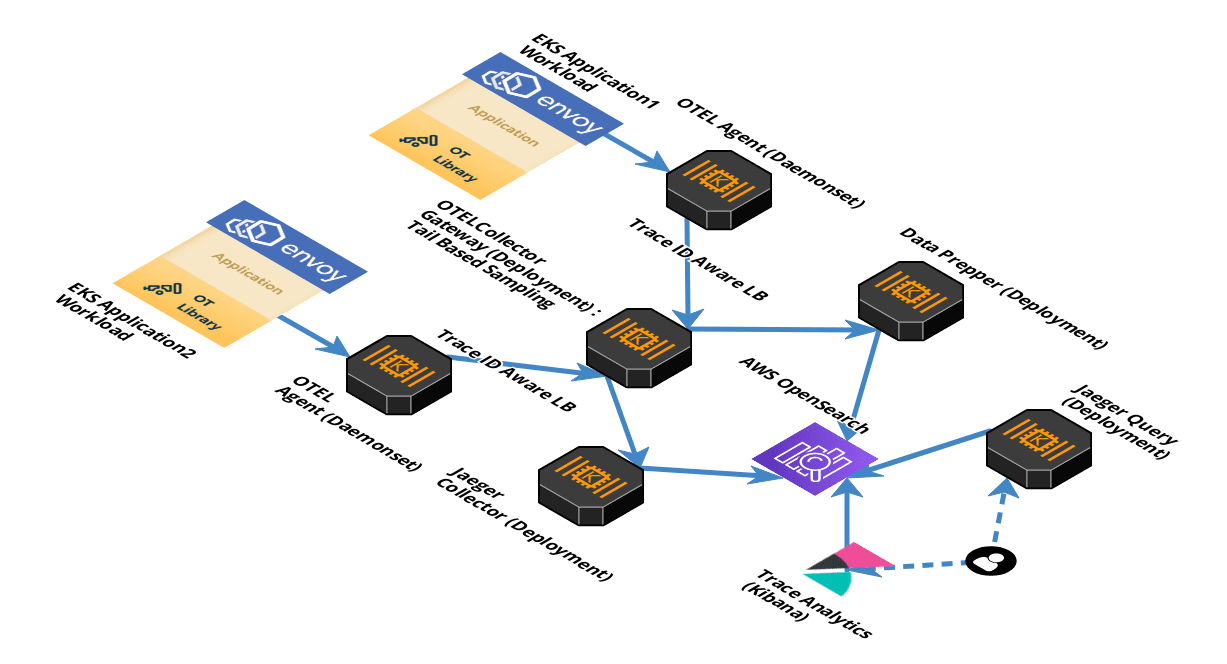 EKS Application1
Workload
envoy
Application
OT
Library
OTEL Agent (Daemonset)
OTELCollector
Gateway (Deployment) :
Tail Based Sampling
Trace ID Aware LB
Data Prepper (Deployment)
envoy
Application
OT
Library
EKS Application2
Workload
Trace ID Aware LB
OTEL
Agent (Daemonset)
AWS OpenSearch
Jaeger Query
(Deployment)
Jaeger
Collector (Deployment)
Trace Analytics
(Kibana)
K
K
K
K
K
K